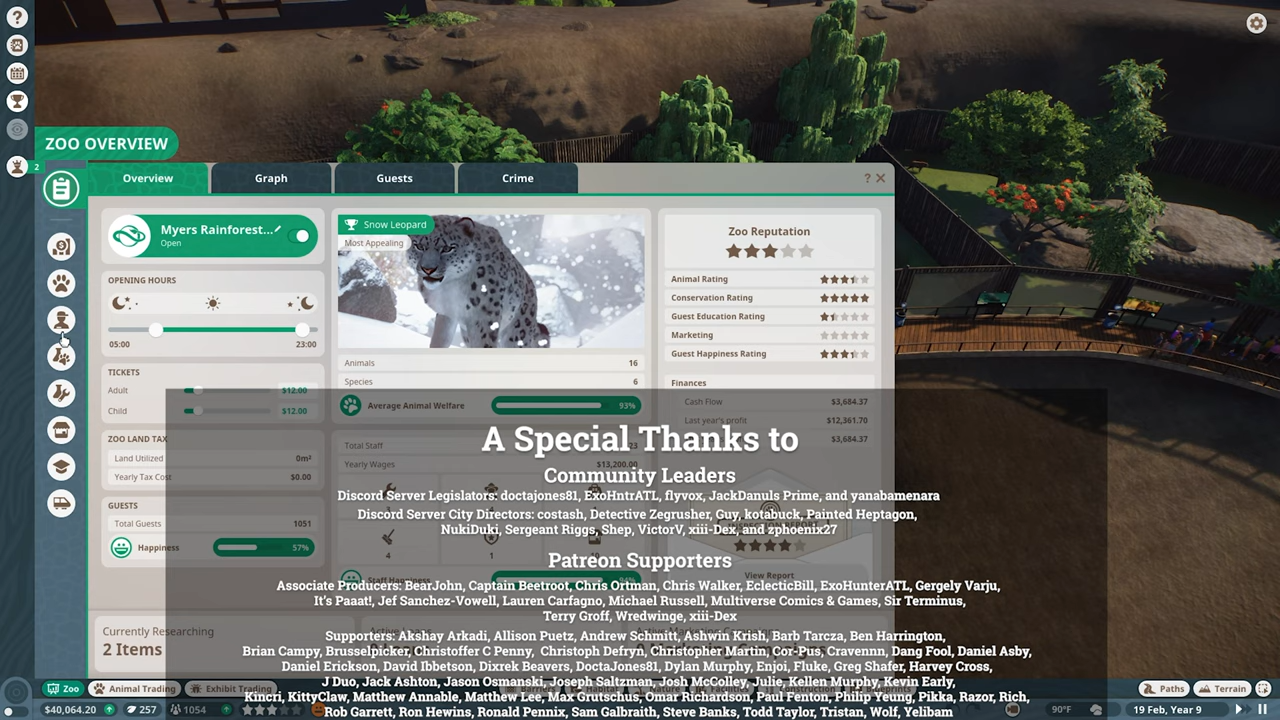 ?
2
ZOO OVERVIEW
Overview
Graph
Guests
Crime
?
Myers Rainforest...
Open
OPENING HOURS
05:00
23:00
TICKETS
Adult
$12.00
Child
$12.00
ZOO LAND TAX
Land Utilized
0m²
Yearly Tax Cost
$0.00
GUESTS
Total Guests
1051
Happiness
57%
Snow Leopard
Most Appealing
Animals
16
Species
6
Average Animal Welfare
93%
Total Staff
23
Yearly Wages
$13,200.00
4
1
Staff Happiness
Zoo Reputation
Animal Rating
Conservation Rating
Guest Education Rating
Marketing
Guest Happiness Rating
Finances
Cash Flow
$3,684.37
Last year's profit
$12,361.70
$3,684.37
View Report
Currently Researching
2 Items
A Special Thanks to
Community Leaders
Discord Server Legislators: doctajones81, ExoHntrATL, flyvox, JackDanuls Prime, and yanabamenara
Discord Server City Directors: costash, Detective Zegrusher, Guy, kotabuck, Painted Heptagon,
NukiDuki, Sergeant Riggs, Shep, VictorV, xiii-Dex, and zphoenix27
Patreon Supporters
Associate Producers: BearJohn, Captain Beetroot, Chris Ortman, Chris Walker, EclecticBill, ExoHunterATL, Gergely Varju,
It's Paaat!, Jef Sanchez-Vowell, Lauren Carfagno, Michael Russell, Multiverse Comics & Games, Sir Terminus,
Terry Groff, Wredwinge, xiii-Dex
Supporters: Akshay Arkadi, Allison Puetz, Andrew Schmitt, Ashwin Krish, Barb Tarcza, Ben Harrington,
Brian Campy, Brusselpicker, Christoffer C Penny, Christoph Defryn, Christopher Martin, Cor-Pus, Cravennn, Dang Fool, Daniel Asby,
Daniel Erickson, David Ibbetson, Dixrek Beavers, DoctaJones81, Dylan Murphy, Enjoi, Fluke, Greg Shafer, Harvey Cross,
J Duo, Jack Ashton, Jason Osmanski, Joseph Saltzman, Josh McColley, Julie, Kellen Murphy, Kevin Early,
Kincri, KittyClaw, Matthew Annable, Matthew Lee, Max Grutschus, Omar Richardson, Paul Fenton, Philip Yeung, Pikka, Razor, Rich,
Rob Garrett, Ron Hewins, Ronald Pennix, Sam Galbraith, Steve Banks, Todd Taylor, Tristan, Wolf, Yelibam
Zoo
Animal Trading
Exhibit Trading
Paths
Terrain
$40,064.20
257
1054
90°F
19 Feb, Year 9